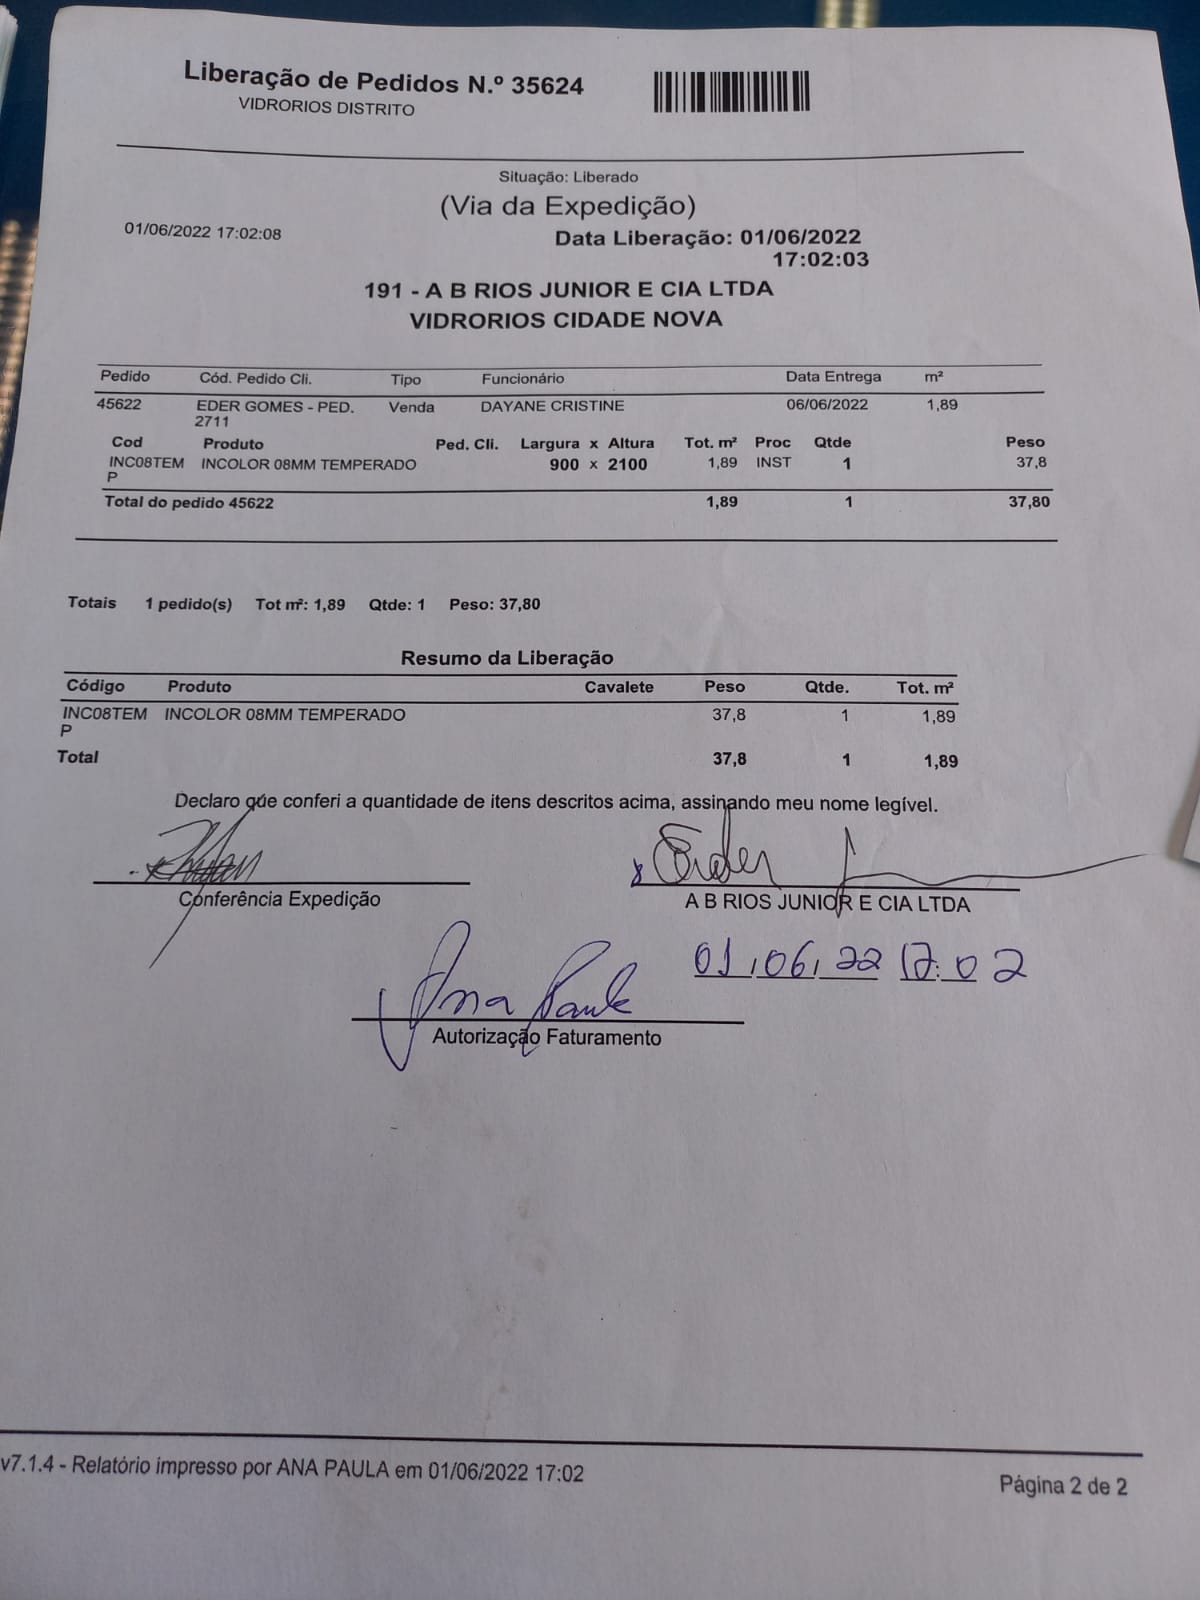 Liberação de Pedidos N.º 35624
VIDRORIOS DISTRITO
Situação: Liberado
(Via da Expedição)
01/06/2022 17:02:08
Data Liberação: 01/06/2022
17:02:03
191 - A B RIOS JUNIOR E CIA LTDA
VIDRORIOS CIDADE NOVA
Pedido Cód. Pedido Cli. Tipo Funcionário Data Entrega m²
45622 EDER GOMES - PED. Venda DAYANE CRISTINE 06/06/2022 1,89
2711
Cod Produto Ped. Cli. Largura x Altura Tot. m² Proc Qtde Peso
INC08TEM INCOLOR 08MM TEMPERADO 900 x 2100 1,89 INST 1 37,8
P
Total do pedido 45622 1,89 1 37,80
Totais 1 pedido(s) Tot m²: 1,89 Qtde: 1 Peso: 37,80
Resumo da Liberação
Código Produto Cavalete Peso Qtde. Tot. m²
INC08TEM INCOLOR 08MM TEMPERADO 37,8 1 1,89
P
Total 37,8 1 1,89
Declaro que conferi a quantidade de itens descritos acima, assinando meu nome legível.
Eider
Conferência Expedição A B RIOS JUNIOR E CIA LTDA
01/06/22 17:02
Ana Paula
Autorização Faturamento
v7.1.4 - Relatório impresso por ANA PAULA em 01/06/2022 17:02
Página 2 de 2